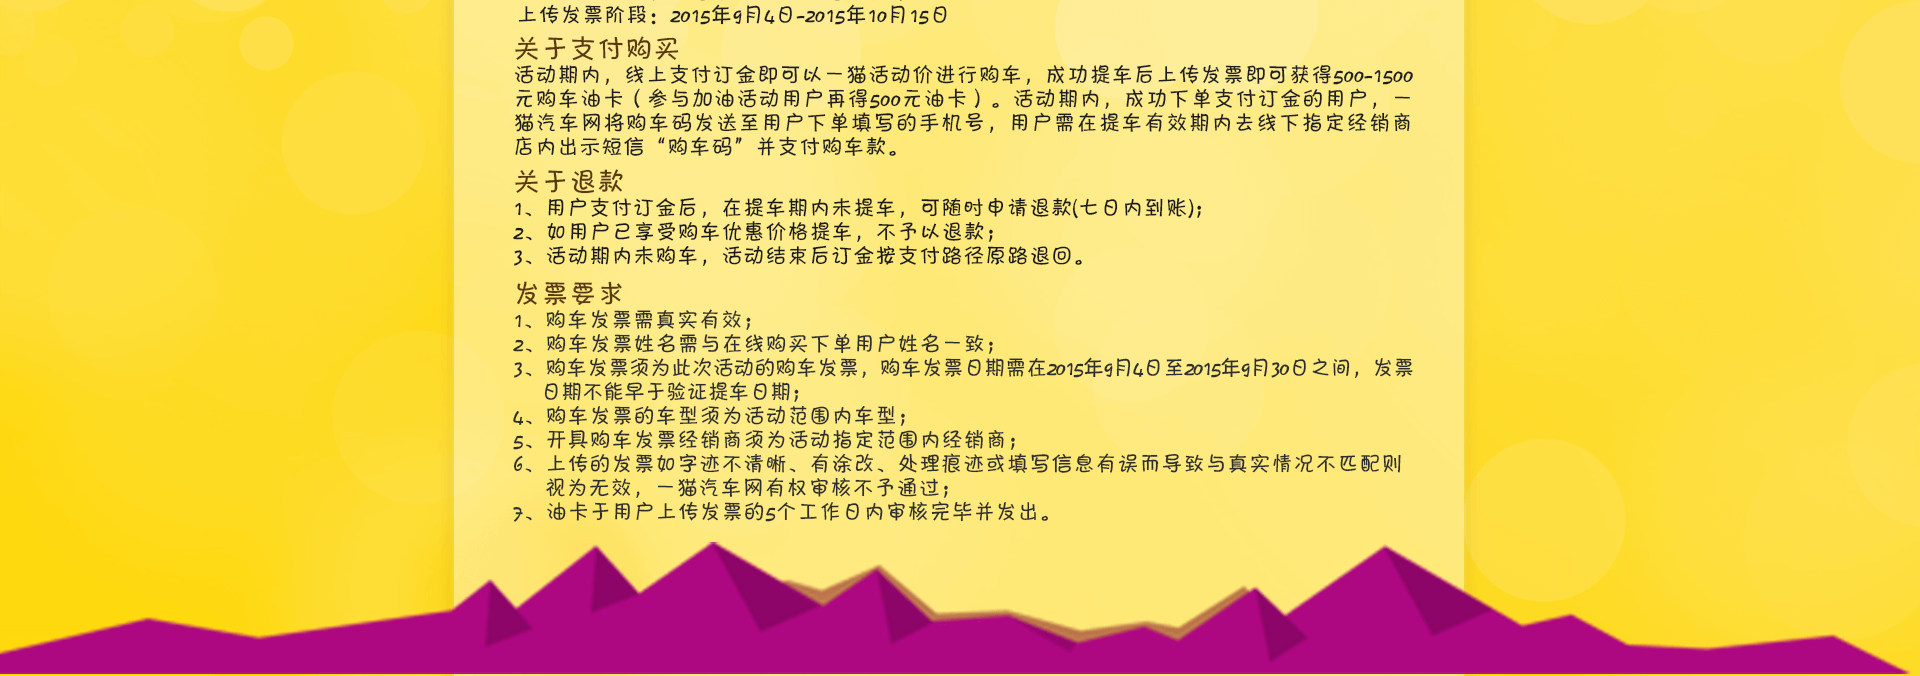 上传发票阶段：2015年9月4日-2015年10月15日
关于支付购买
活动期内，线上支付订金即可以一猫活动价进行购车，成功提车后上传发票即可获得500-1500
元购车油卡（参与加油活动用户再得500元油卡）。活动期内，成功下单支付订金的用户，一
猫汽车网将购车码发送至用户下单填写的手机号，用户需在提车有效期内去线下指定经销商
店内出示短信“购车码”并支付购车款。
关于退款
1、用户支付订金后，在提车期内未提车，可随时申请退款(七日内到账)；
2、如用户已享受购车优惠价格提车，不予以退款；
3、活动期内未购车，活动结束后订金按支付路径原路退回。
发票要求
1、购车发票需真实有效；
2、购车发票姓名需与在线购买下单用户姓名一致；
3、购车发票须为此次活动的购车发票，购车发票日期需在2015年9月4日至2015年9月30日之间，发票
日期不能早于验证提车日期；
4、购车发票的车型须为活动范围内车型；
5、开具购车发票经销商须为活动指定范围内经销商；
6、上传的发票如字迹不清晰、有涂改、处理痕迹或填写信息有误而导致与真实情况不匹配则
视为无效，一猫汽车网有权审核不予通过；
7、油卡于用户上传发票的5个工作日内审核完毕并发出。